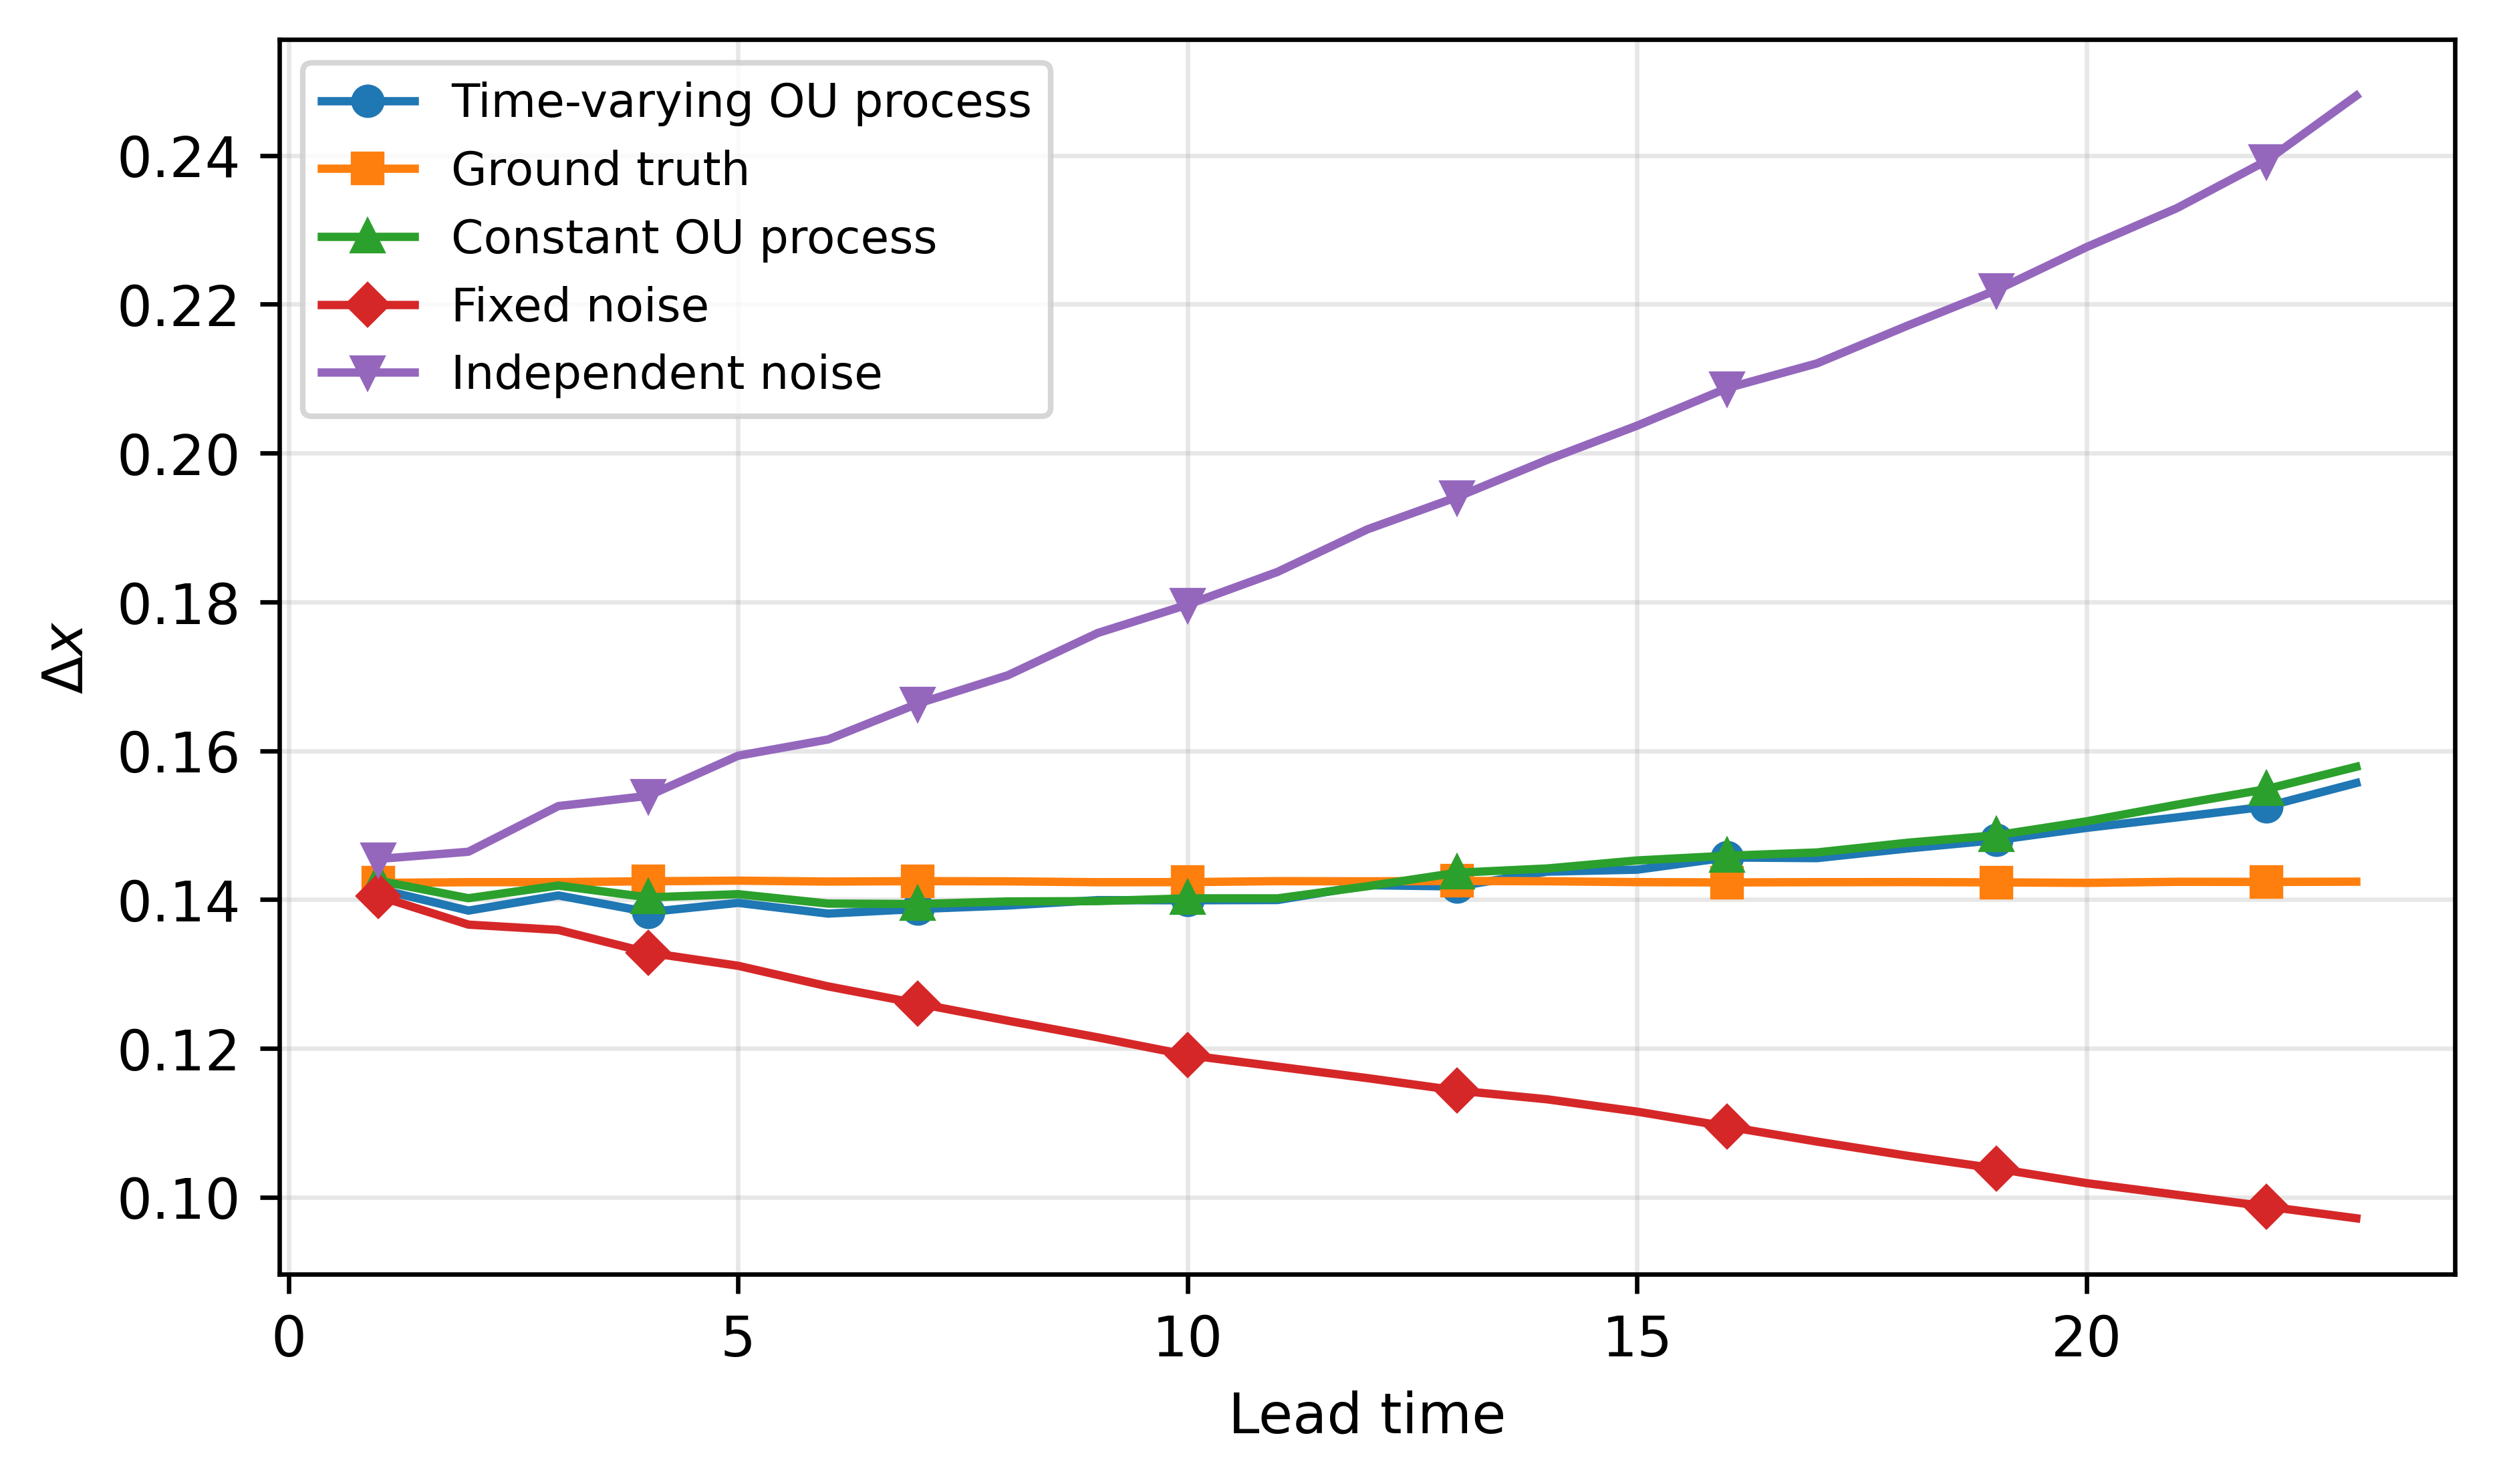 Time-varying OU process
Ground truth
Constant OU process
Fixed noise
Independent noise
0.24
0.22
0.20
0.18
0.16
0.14
0.12
0.10
Δx
0 5 10 15 20
Lead time